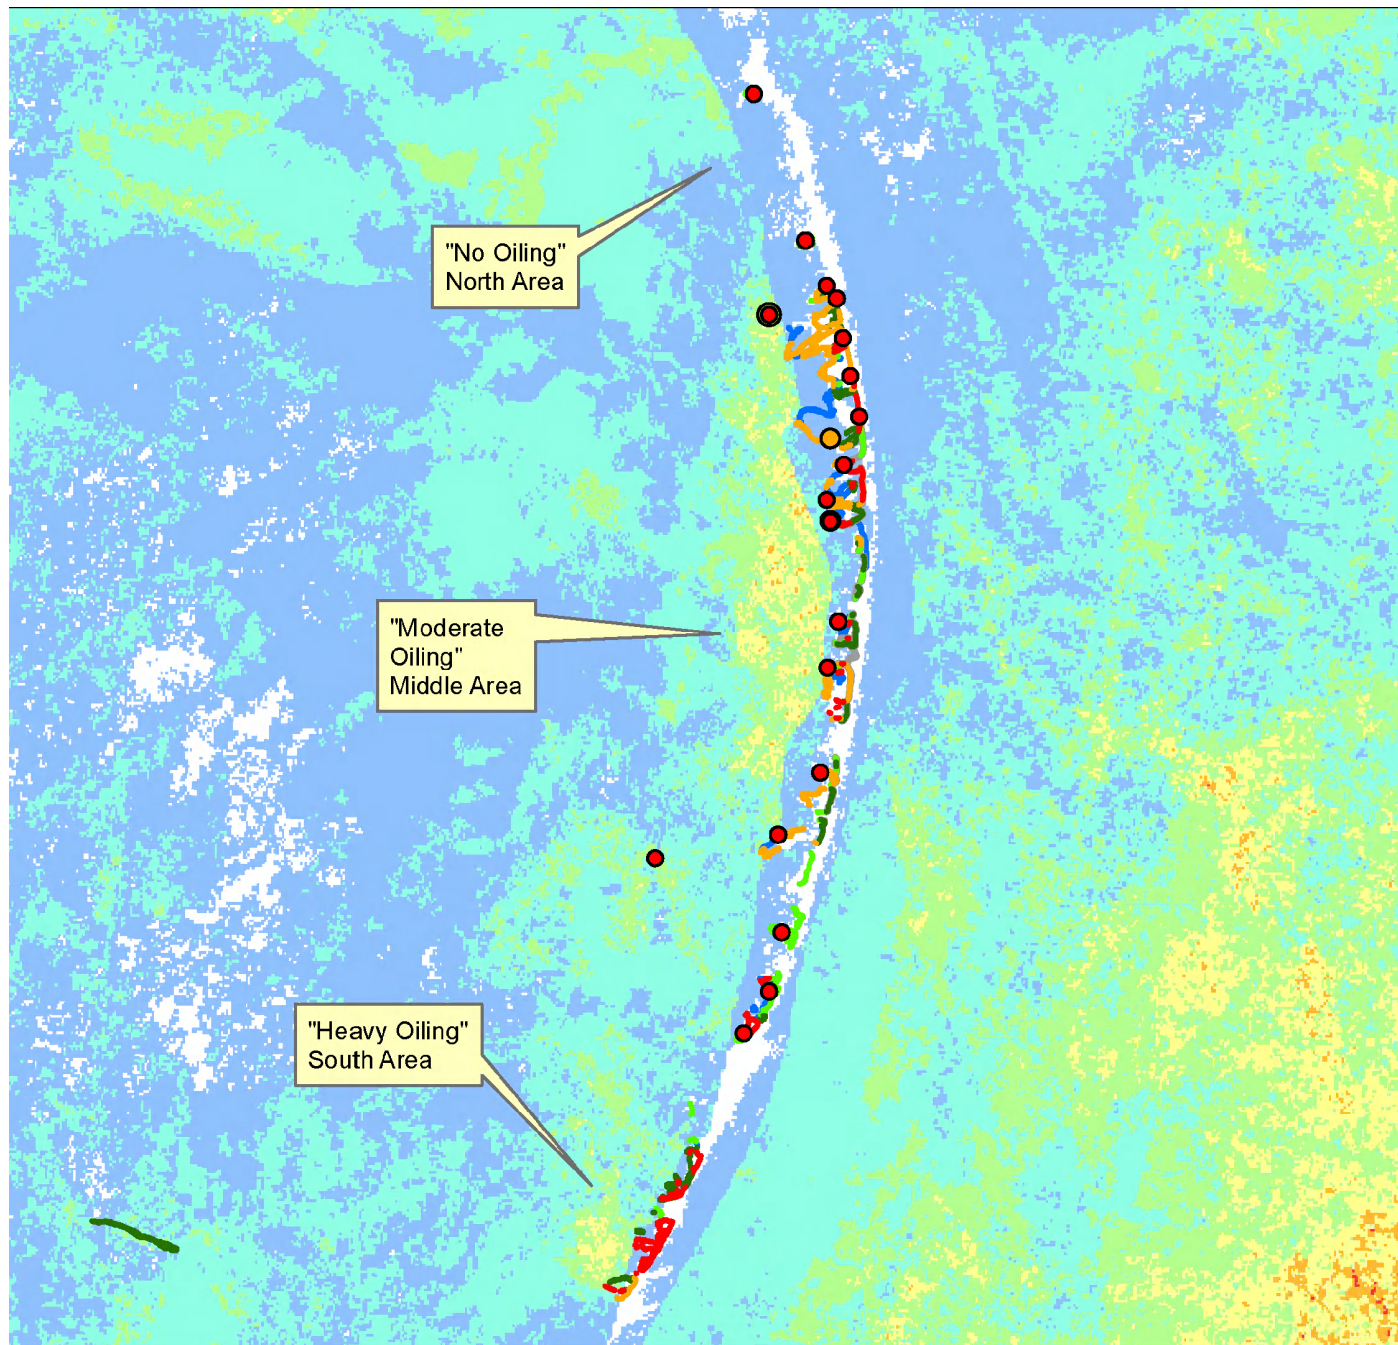 "No Oiling"
North Area
"Moderate
Oiling"
Middle Area
"Heavy Oiling"
South Area